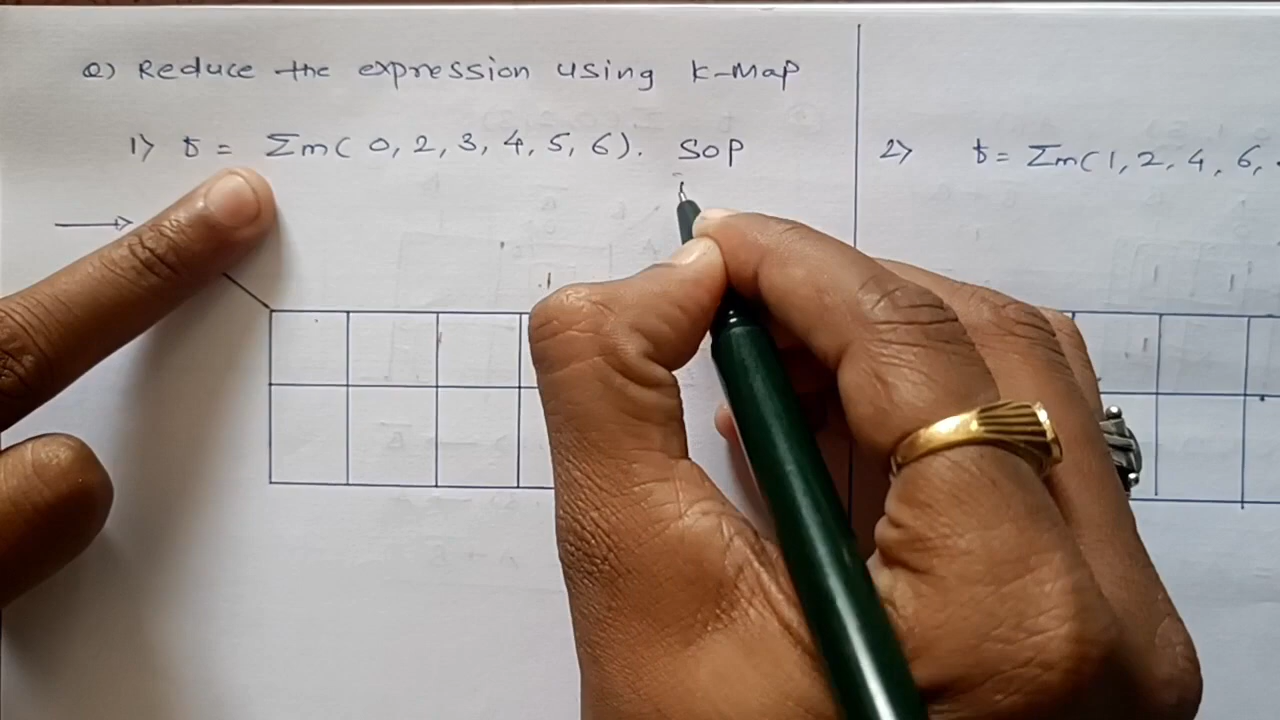 Q) Reduce the expression using K-Map
1) f = Σm( 0, 2, 3, 4, 5, 6). SOP
2) f = Σm(1, 2, 4, 6,